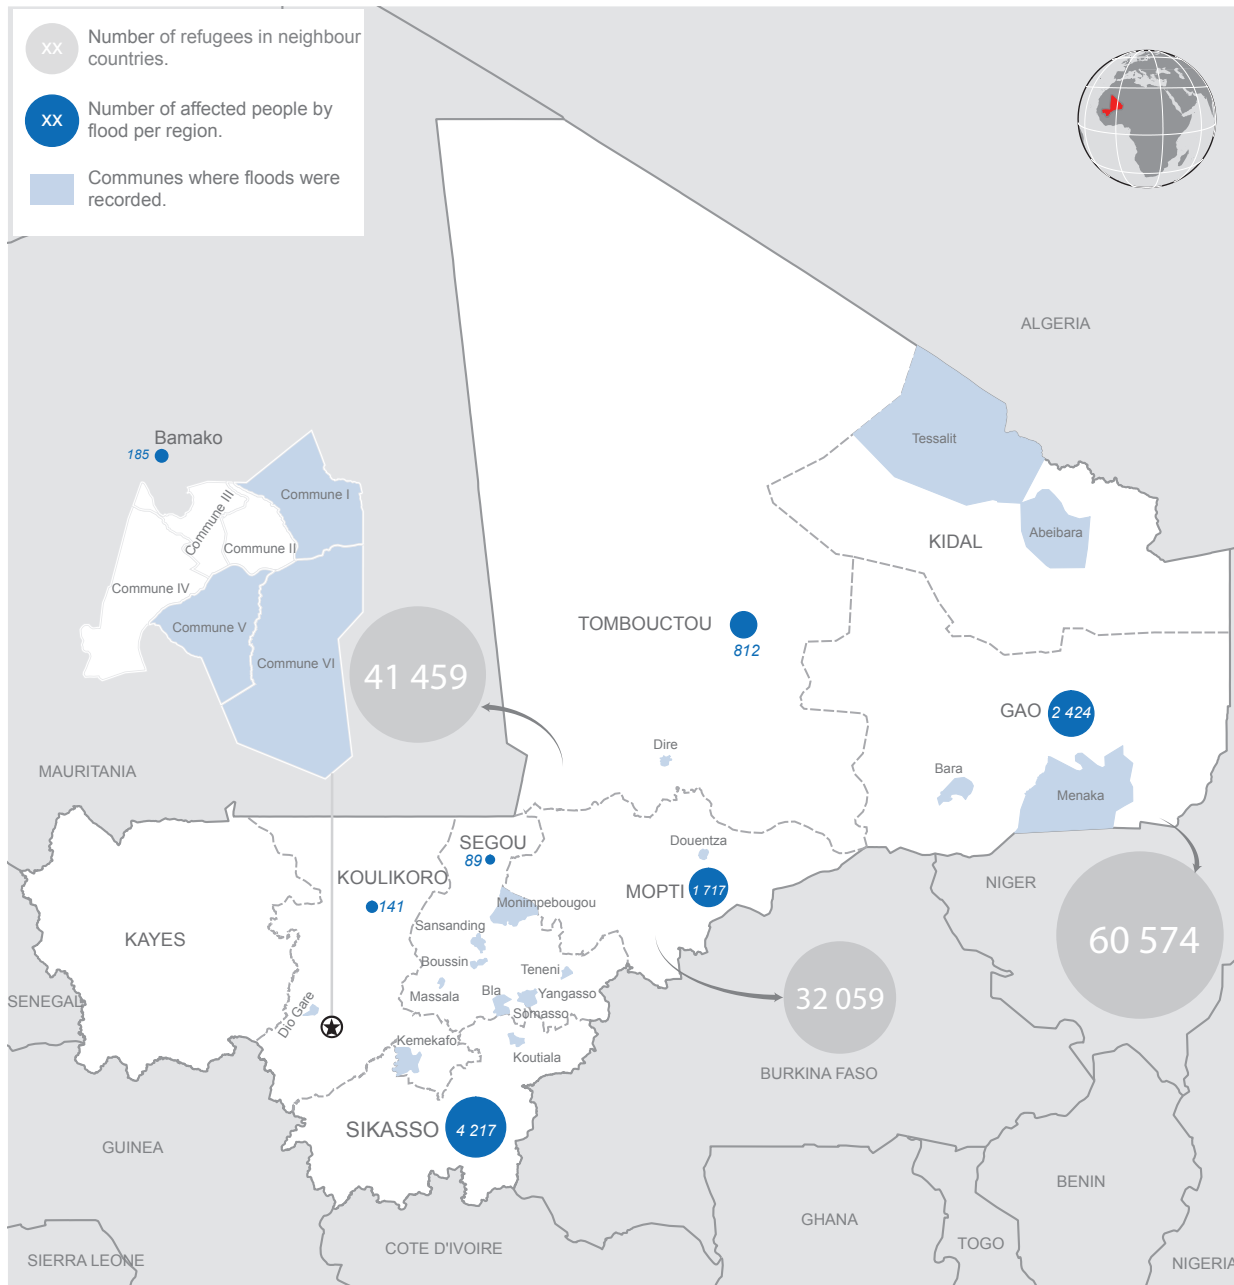 XX
Number of refugees in neighbour
countries.
XX
Number of affected people by
flood per region.
Communes where floods were
recorded.
ALGERIA
Tessalit
Bamako
185
Commune I
Commune III
Commune II
Abeibara
KIDAL
Commune IV
Commune V
TOMBOUCTOU
812
Commune VI
41 459
GAO
2 424
Dire
Bara
Menaka
MAURITANIA
SEGOU
89
Douentza
KOULIKORO
141
MOPTI
1 717
NIGER
Monimpebougou
KAYES
Sansanding
60 574
Boussin
Teneni
Massala
Bla
Yangasso
32 059
SENEGAL
Dio Gare
Somasso
Kemekafo
Koutiala
BURKINA FASO
SIKASSO
4 217
GUINEA
BENIN
GHANA
COTE D'IVOIRE
TOGO
SIERRA LEONE
NIGERIA